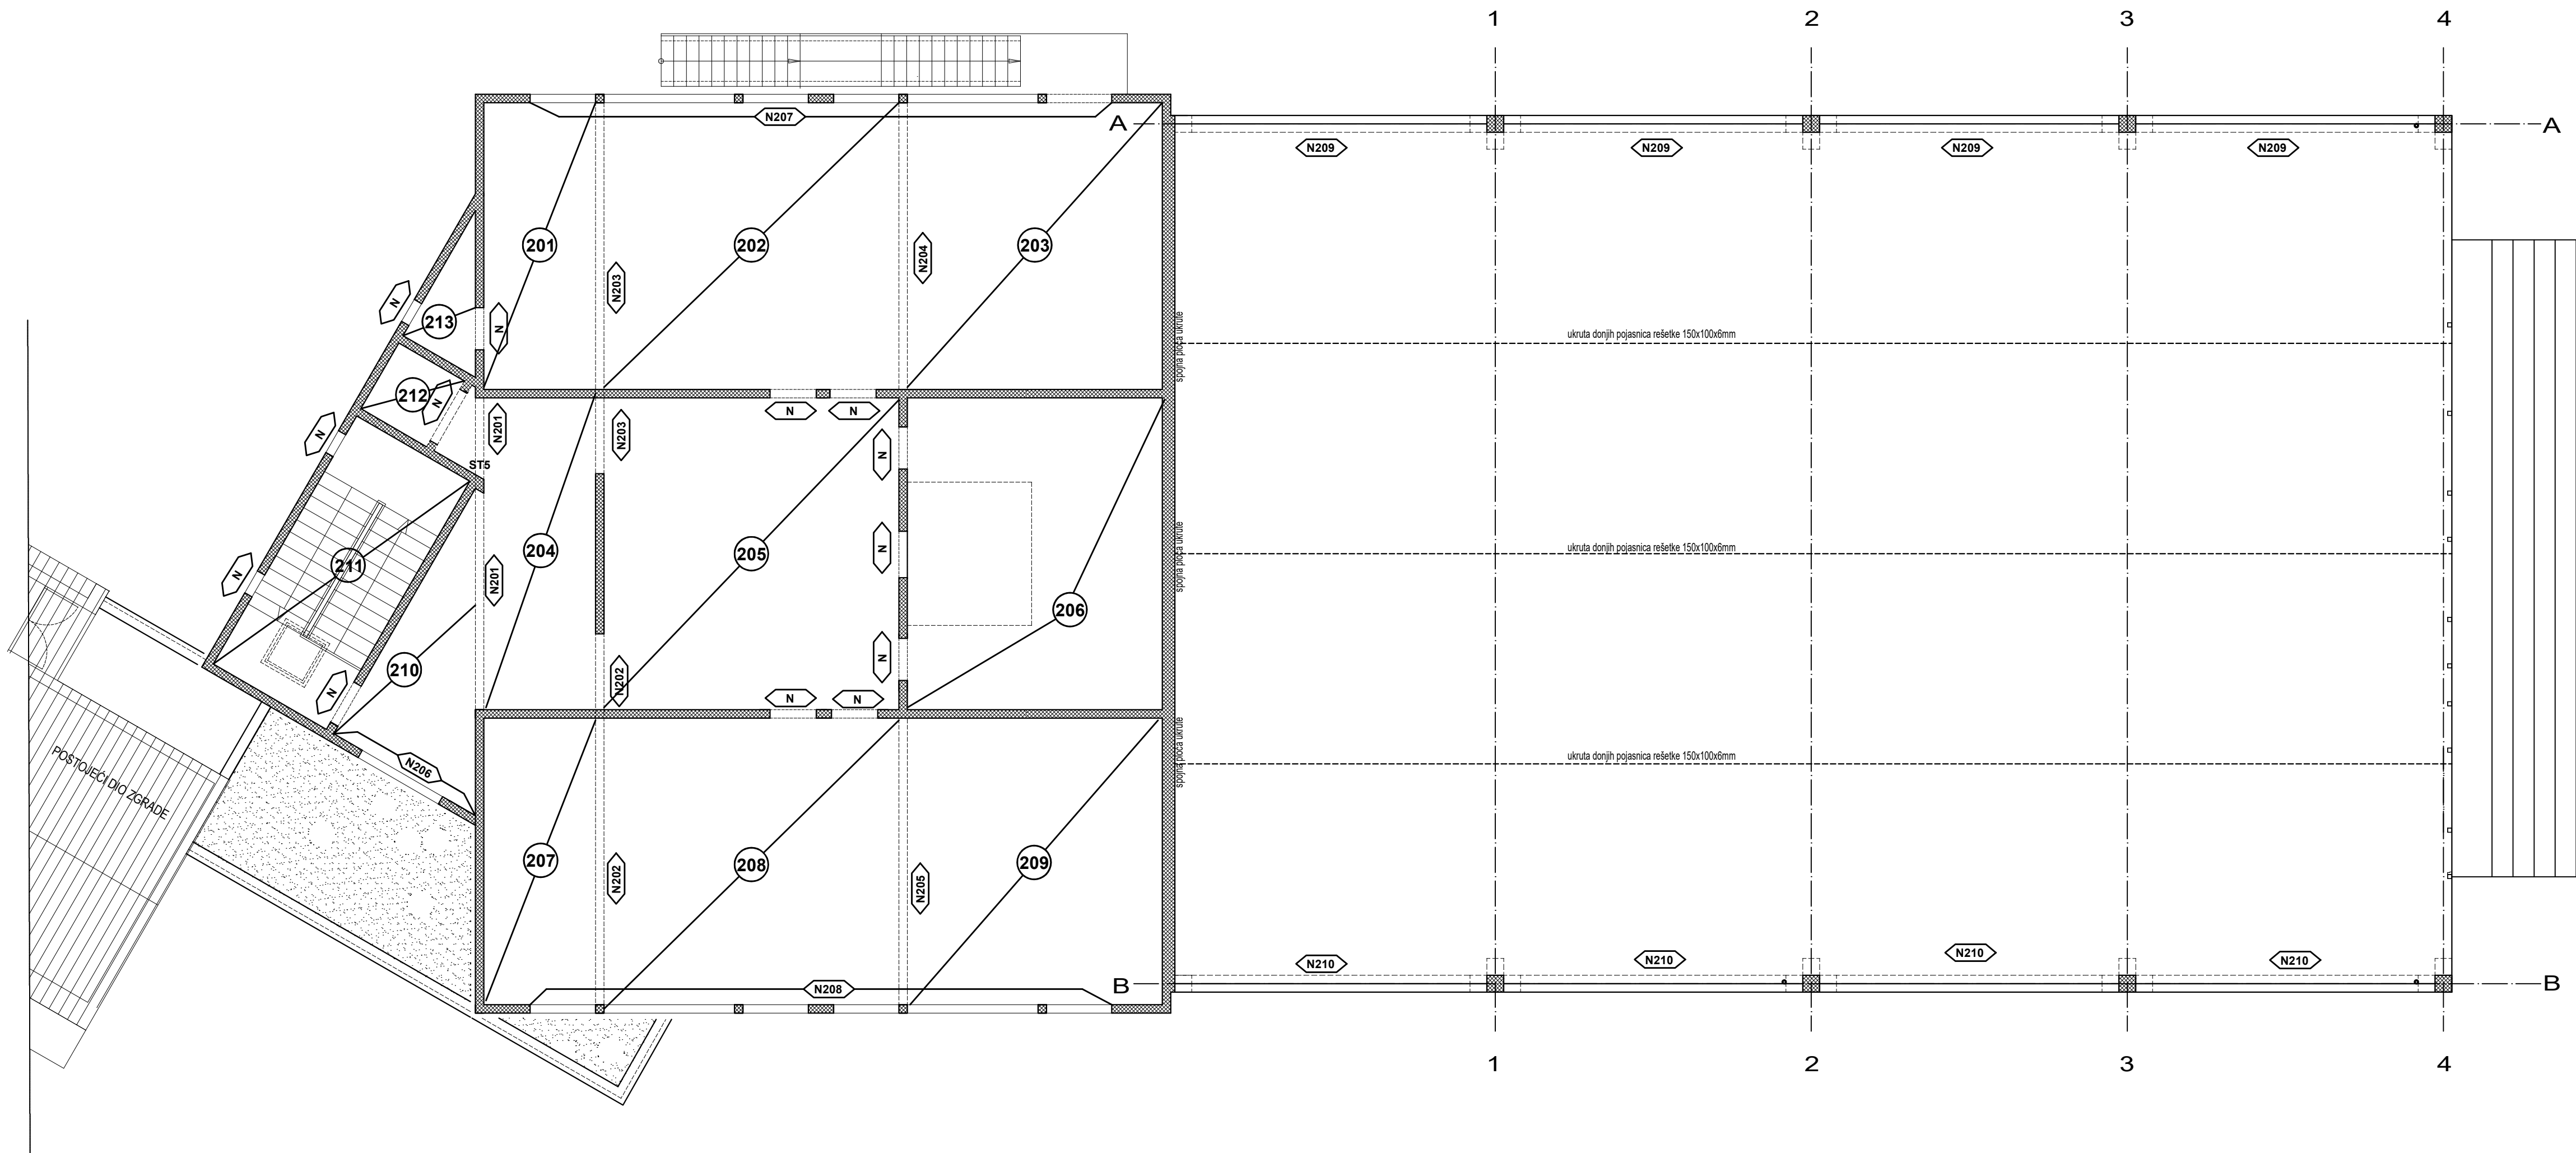 1 2 3 4
N207
A A
N209 N209 N209 N209
201 202 203
N204
N203
N
213
N
ukruta donjih pojasnica rešetke 150x100x6mm
spojna ploča ukrute
212
N
N N
N201
N203
N
N
ST5
204 205
N
ukruta donjih pojasnica rešetke 150x100x6mm
spojna ploča ukrute
211
N
N201
206
210
N
N
N202
N N
POSTOJEĆI DIO ZGRADE
N206
ukruta donjih pojasnica rešetke 150x100x6mm
spojna ploča ukrute
207 208 209
N202
N205
N210 N210 N210 N210
N208
B B
1 2 3 4